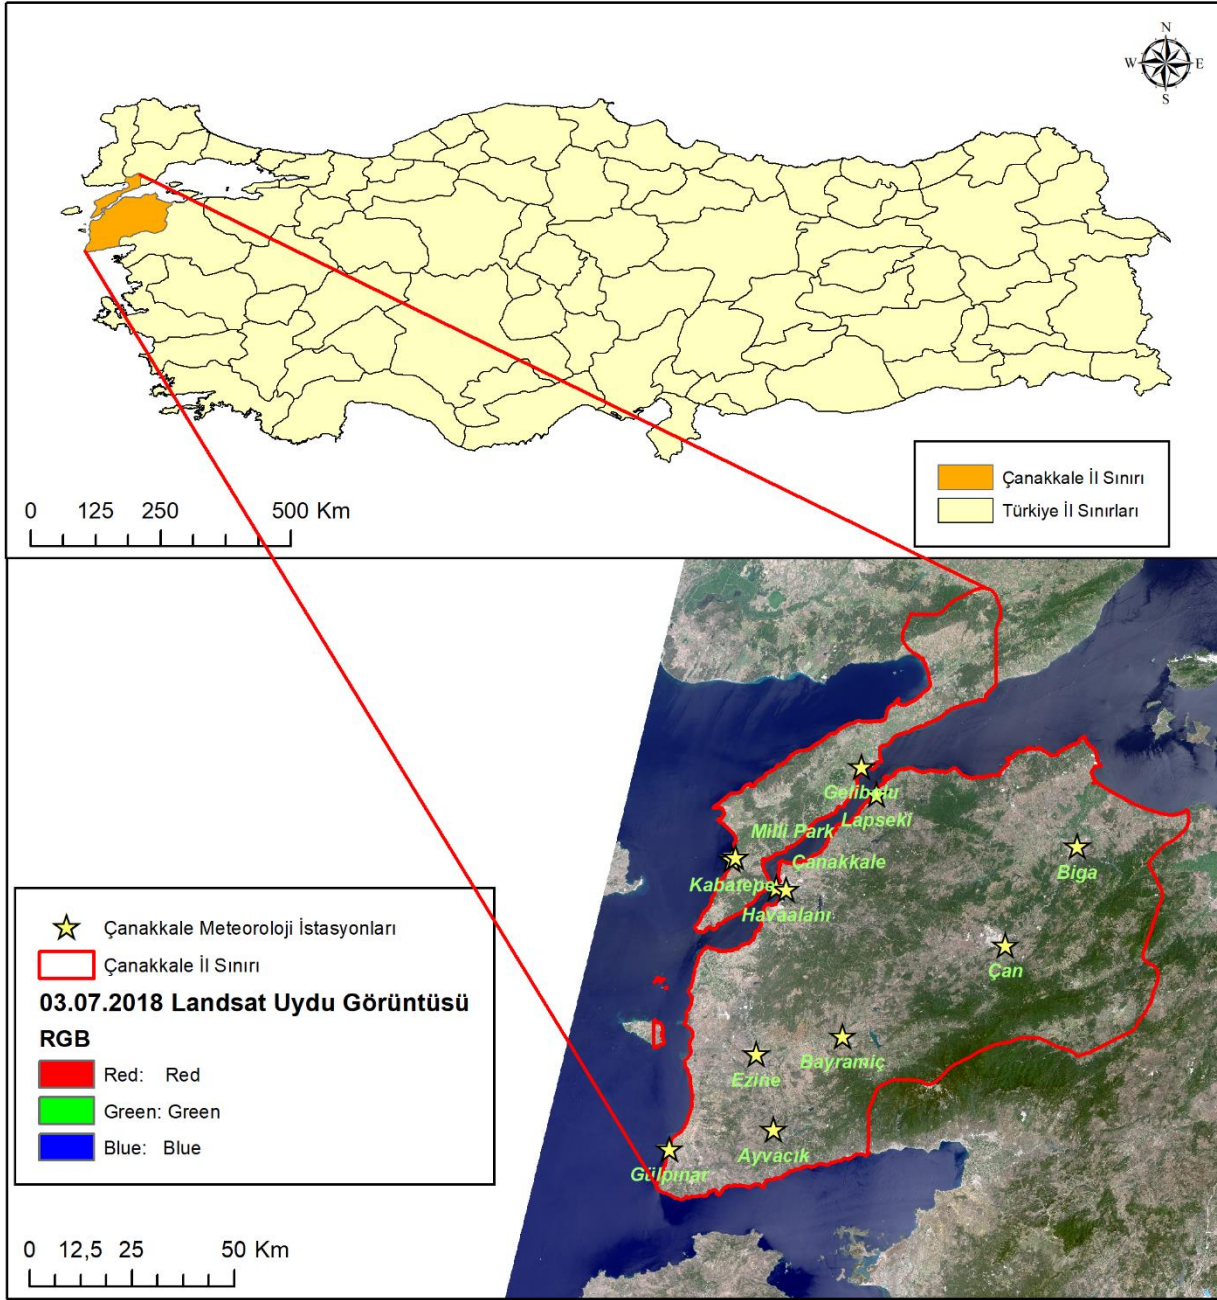 N
W E
S
Çanakkale İl Sınırı
Türkiye İl Sınırları
0 125 250 500 Km
Gelibolu
Lapseki
Milli Park
Çanakkale
Kabatepe
Havaalanı
Biga
Çan
Bayramiç
Ezine
Ayvacık
Gülpınar
Çanakkale Meteoroloji İstasyonları
Çanakkale İl Sınırı
03.07.2018 Landsat Uydu Görüntüsü
RGB
Red: Red
Green: Green
Blue: Blue
0 12,5 25 50 Km